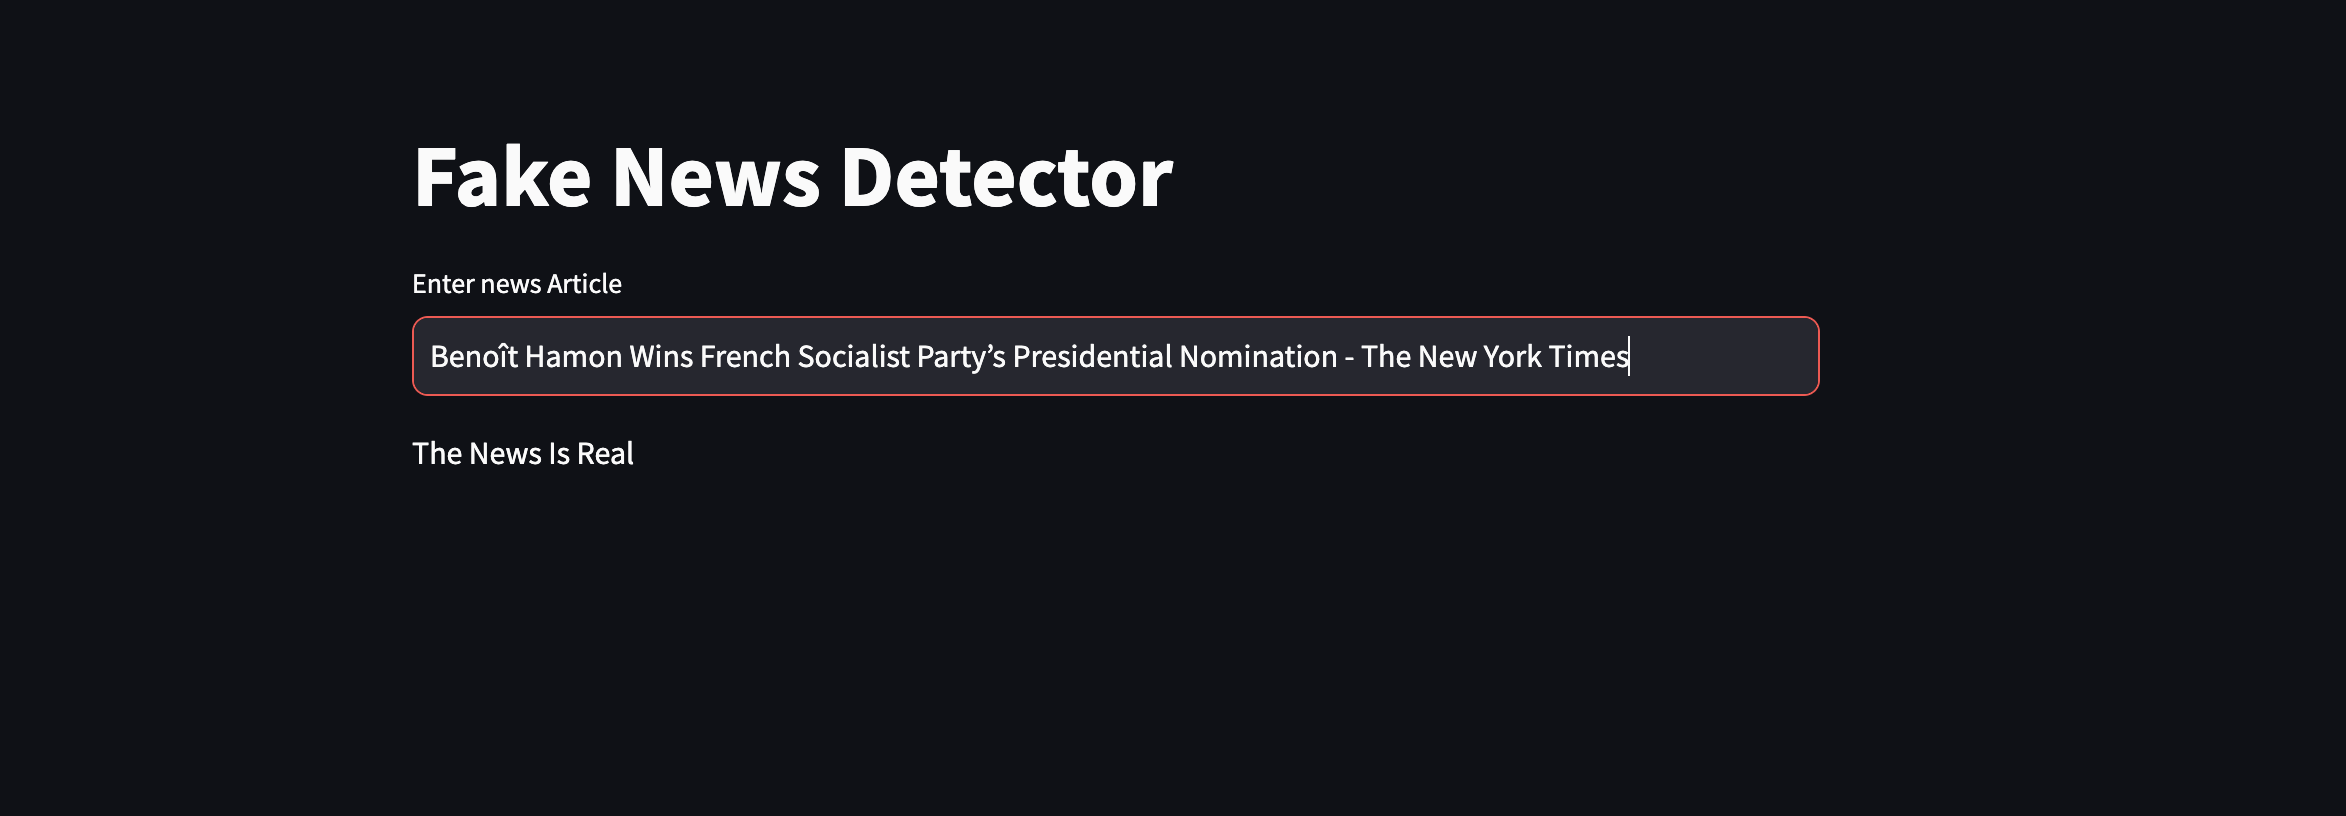 Fake News Detector
Enter news Article
Benoît Hamon Wins French Socialist Party’s Presidential Nomination - The New York Times
The News Is Real